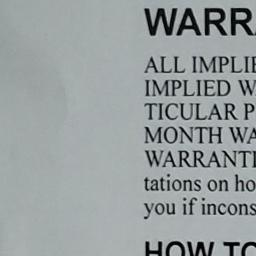 WARRA
ALL IMPLIE
IMPLIED W
TICULAR P
MONTH WA
WARRANTI
tations on ho
you if incons
HOW TO